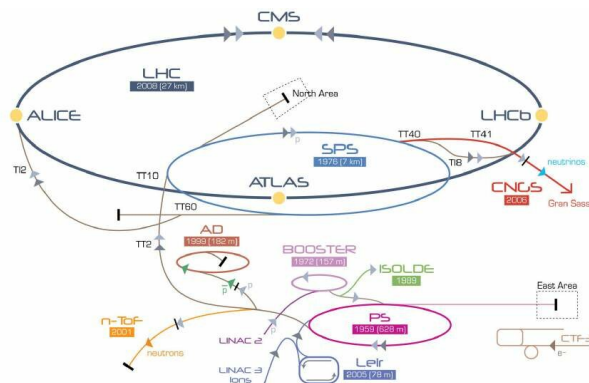 CMS
LHC
2008 (27 km)
North Area
ALICE
LHCb
TT40
TT41
SPS
1976 (7 km)
TI2
TT10
TI8
neutrinos
p
CNGS
2006
Gran Sass
ATLAS
TT60
AD
1999 (182 m)
TT2
BOOSTER
1972 (157 m)
ISOLDE
1989
East Area
p
p
n-ToF
2001
PS
1959 (628 m)
LINAC 2
p
neutrons
CTF3
e-
LINAC 3
Ions
Leir
2005 (78 m)